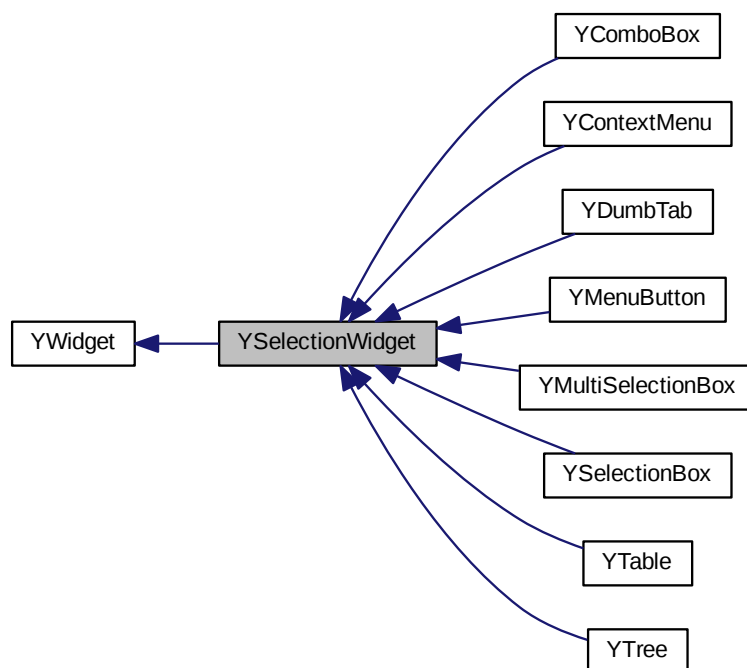 YComboBox
YContextMenu
YDumbTab
YMenuButton
YWidget
YSelectionWidget
YMultiSelectionBox
YSelectionBox
YTable
YTree